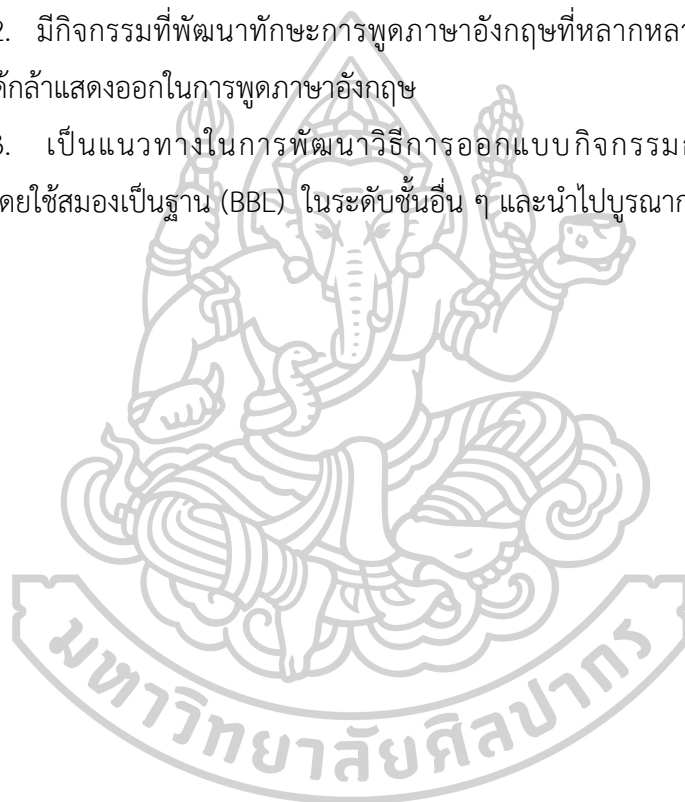 2. มีกิจกรรมที่พัฒนาทักษะการพูดภาษาอังกฤษที่หลากหลา
ด้กล้าแสดงออกในการพูดภาษาอังกฤษ
3. เป็นแนวทางในการพัฒนาวิธีการออกแบบกิจกรรมก
ดยใช้สมองเป็นฐาน (BBL) ในระดับชั้นอื่น ๆ และนำไปบูรณาก
มหาวิทยาลัยศิลปากร